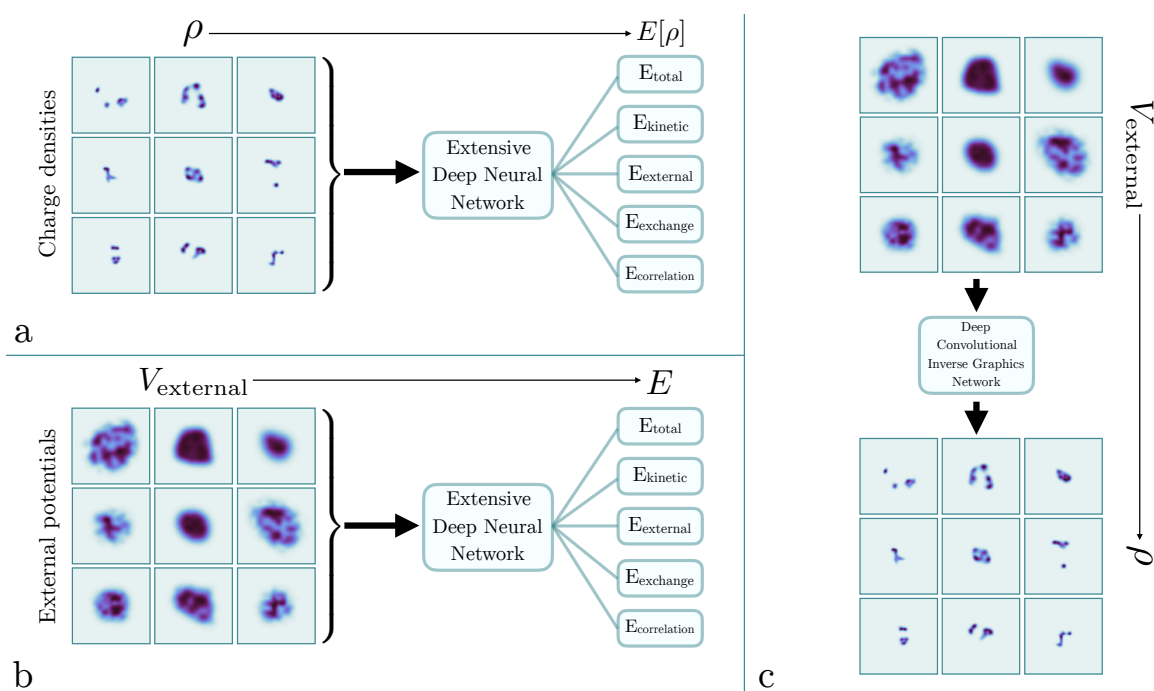 ρ
E[ρ]
Charge densities
Extensive
Deep Neural
Network
E_total
E_kinetic
E_external
E_exchange
E_correlation
a
V_external
E
External potentials
Extensive
Deep Neural
Network
E_total
E_kinetic
E_external
E_exchange
E_correlation
b
V_external
Deep
Convolutional
Inverse Graphics
Network
ρ
c